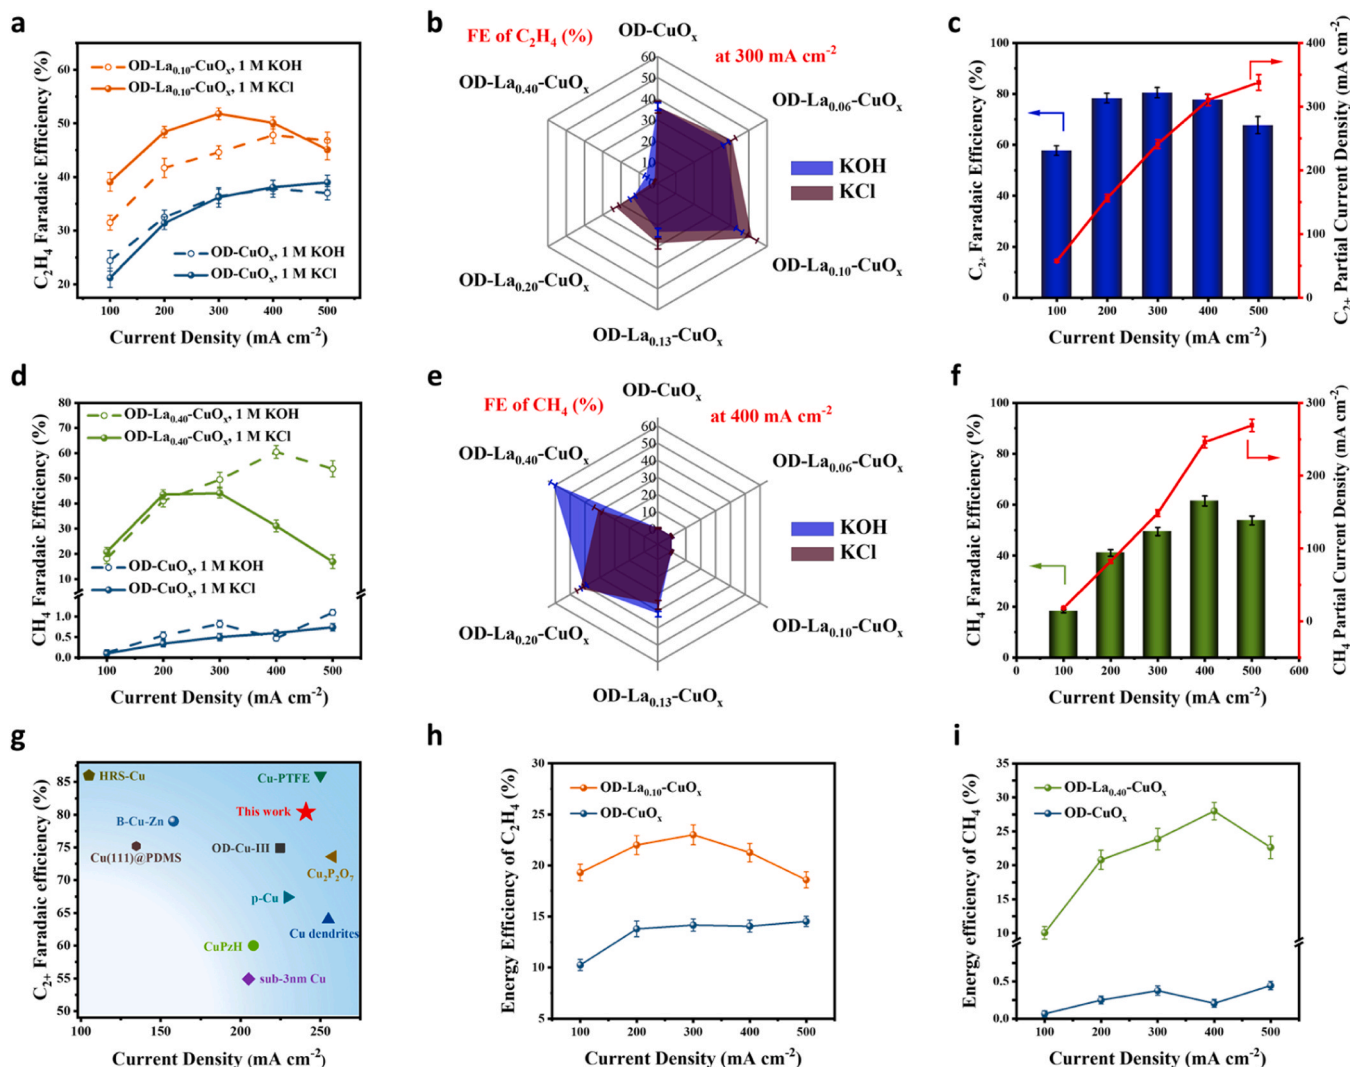 a
C₂H₄ Faradaic Efficiency (%)
60
50
40
30
20
OD-La₀.₁₀-CuOₓ, 1 M KOH
OD-La₀.₁₀-CuOₓ, 1 M KCl
OD-CuOₓ, 1 M KOH
OD-CuOₓ, 1 M KCl
100 200 300 400 500
Current Density (mA cm⁻²)
b
FE of C₂H₄ (%)
at 300 mA cm⁻²
OD-CuOₓ
OD-La₀.₄₀-CuOₓ
OD-La₀.₀₆-CuOₓ
60
50
40
30
20
10
0
KOH
KCl
OD-La₀.₂₀-CuOₓ
OD-La₀.₁₀-CuOₓ
OD-La₀.₁₃-CuOₓ
c
C₂₊ Faradaic Efficiency (%)
100
80
60
40
20
0
400
300
200
100
0
C₂₊ Partial Current Density (mA cm⁻²)
100 200 300 400 500
Current Density (mA cm⁻²)
d
CH₄ Faradaic Efficiency (%)
80
70
60
50
40
30
20
10
1.0
0.5
0.0
OD-La₀.₄₀-CuOₓ, 1 M KOH
OD-La₀.₄₀-CuOₓ, 1 M KCl
OD-CuOₓ, 1 M KOH
OD-CuOₓ, 1 M KCl
100 200 300 400 500
Current Density (mA cm⁻²)
e
FE of CH₄ (%)
at 400 mA cm⁻²
OD-CuOₓ
OD-La₀.₄₀-CuOₓ
OD-La₀.₀₆-CuOₓ
60
50
40
30
20
10
0
KOH
KCl
OD-La₀.₂₀-CuOₓ
OD-La₀.₁₀-CuOₓ
OD-La₀.₁₃-CuOₓ
f
CH₄ Faradaic Efficiency (%)
100
80
60
40
20
0
300
200
100
0
CH₄ Partial Current Density (mA cm⁻²)
0 100 200 300 400 500 600
Current Density (mA cm⁻²)
g
C₂₊ Faradaic efficiency (%)
85
80
75
70
65
60
55
50
HRS-Cu
Cu-PTFE
This work
B-Cu-Zn
OD-Cu-III
Cu(111)@PDMS
Cu₂P₂O₇
p-Cu
Cu dendrites
CuPzH
sub-3nm Cu
100 150 200 250
Current Density (mA cm⁻²)
h
Energy Efficiency of C₂H₄ (%)
30
25
20
15
10
5
OD-La₀.₁₀-CuOₓ
OD-CuOₓ
100 200 300 400 500
Current Density (mA cm⁻²)
i
Energy efficiency of CH₄ (%)
35
30
25
20
15
10
0.5
0.0
OD-La₀.₄₀-CuOₓ
OD-CuOₓ
100 200 300 400 500
Current Density (mA cm⁻²)